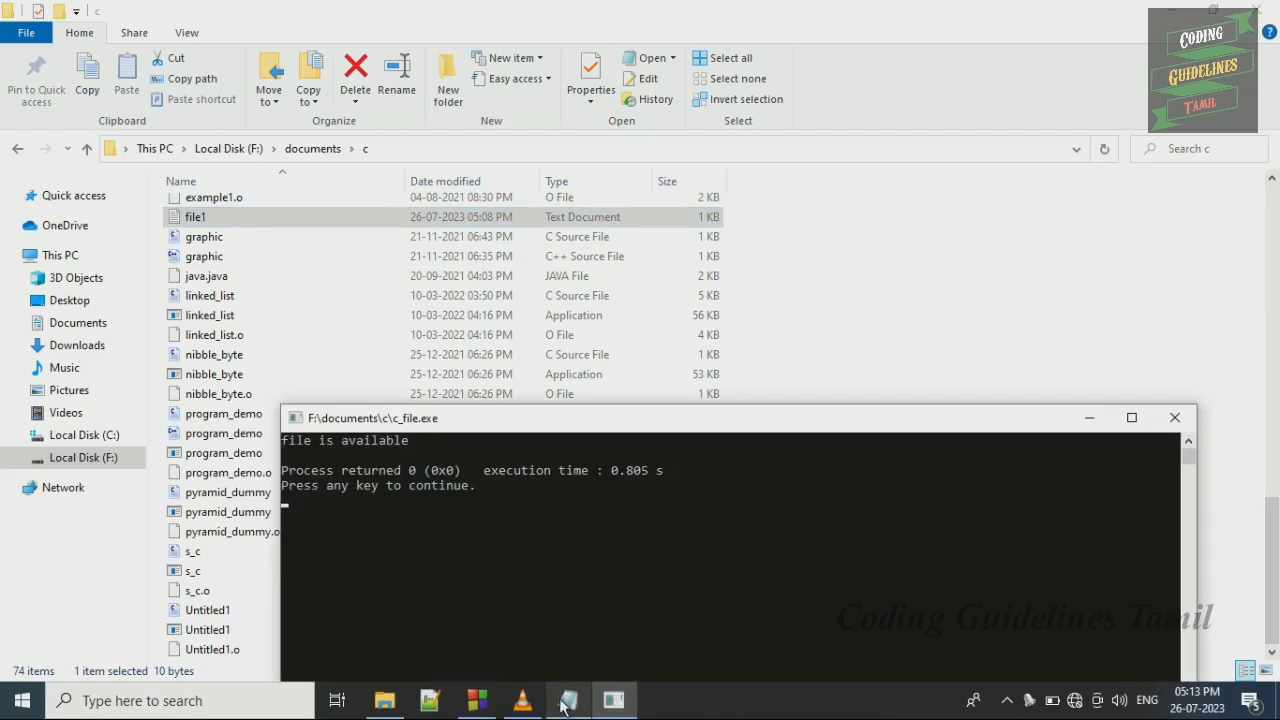 c
File
Home
Share
View
Pin to Quick access
Copy
Paste
Cut
Copy path
Paste shortcut
Clipboard
Move to
Copy to
Delete
Rename
Organize
New folder
New item
Easy access
New
Properties
Open
Edit
History
Open
Select all
Select none
Invert selection
Select
CODING
GUIDELINES
TAMIL
This PC
Local Disk (F:)
documents
c
Search c
Quick access
OneDrive
This PC
3D Objects
Desktop
Documents
Downloads
Music
Pictures
Videos
Local Disk (C:)
Local Disk (F:)
Network
Name Date modified Type Size
example1.o 04-08-2021 08:30 PM O File 2 KB
file1 26-07-2023 05:08 PM Text Document 1 KB
graphic 21-11-2021 06:43 PM C Source File 1 KB
graphic 21-11-2021 06:35 PM C++ Source File 1 KB
java.java 20-09-2021 04:03 PM JAVA File 2 KB
linked_list 10-03-2022 03:50 PM C Source File 5 KB
linked_list 10-03-2022 04:16 PM Application 56 KB
linked_list.o 10-03-2022 04:16 PM O File 4 KB
nibble_byte 25-12-2021 06:26 PM C Source File 1 KB
nibble_byte 25-12-2021 06:26 PM Application 53 KB
nibble_byte.o 25-12-2021 06:26 PM O File 1 KB
program_demo
program_demo
program_demo
program_demo.o
pyramid_dummy
pyramid_dummy
pyramid_dummy.o
s_c
s_c
s_c.o
Untitled1
Untitled1
Untitled1.o
F:\documents\c\c_file.exe
file is available
Process returned 0 (0x0)   execution time : 0.805 s
Press any key to continue.
Coding Guidelines Tamil
74 items
1 item selected 10 bytes
Type here to search
ENG
05:13 PM
26-07-2023
5